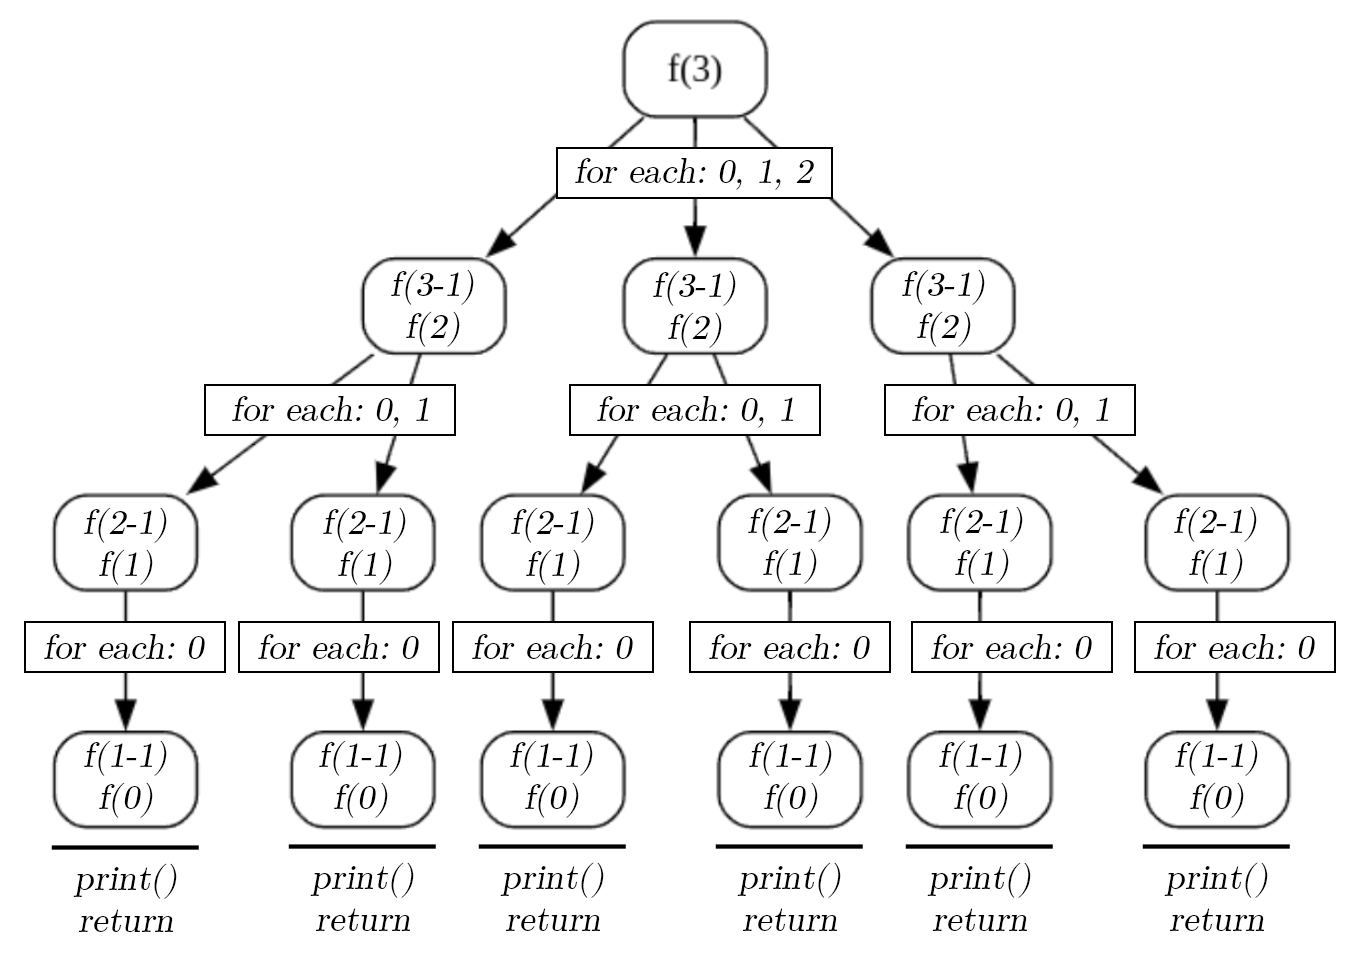 f(3)
for each: 0, 1, 2
f(3-1)
f(2)
f(3-1)
f(2)
f(3-1)
f(2)
for each: 0, 1
for each: 0, 1
for each: 0, 1
f(2-1)
f(1)
f(2-1)
f(1)
f(2-1)
f(1)
f(2-1)
f(1)
f(2-1)
f(1)
f(2-1)
f(1)
for each: 0
for each: 0
for each: 0
for each: 0
for each: 0
for each: 0
f(1-1)
f(0)
f(1-1)
f(0)
f(1-1)
f(0)
f(1-1)
f(0)
f(1-1)
f(0)
f(1-1)
f(0)
print()
return
print()
return
print()
return
print()
return
print()
return
print()
return